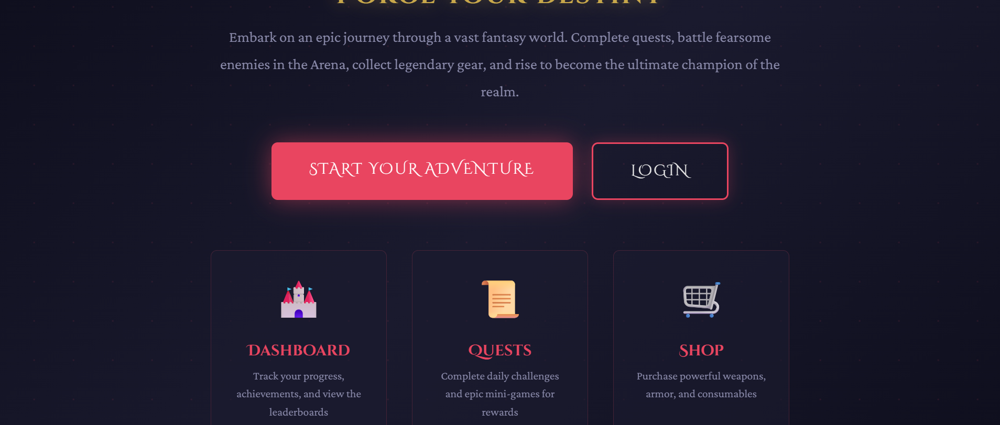 FORGE YOUR DESTINY
Embark on an epic journey through a vast fantasy world. Complete quests, battle fearsome
enemies in the Arena, collect legendary gear, and rise to become the ultimate champion of the
realm.
START YOUR ADVENTURE
LOGIN
Dashboard
Quests
Shop
Track your progress,
achievements, and view the
leaderboards
Complete daily challenges
and epic mini-games for
rewards
Purchase powerful weapons,
armor, and consumables